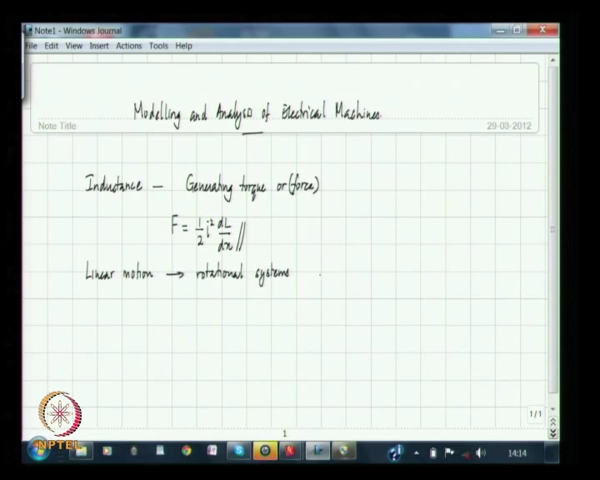 Note1 - Windows Journal
File Edit View Insert Actions Tools Help
Modelling and Analysis of Electrical Machines.
Note Title
29-03-2012
Inductance — Generating torque or (force)
F = 1/2 i² dL/dx //
Linear motion → rotational systems
1/1
1
NPTEL
14:14